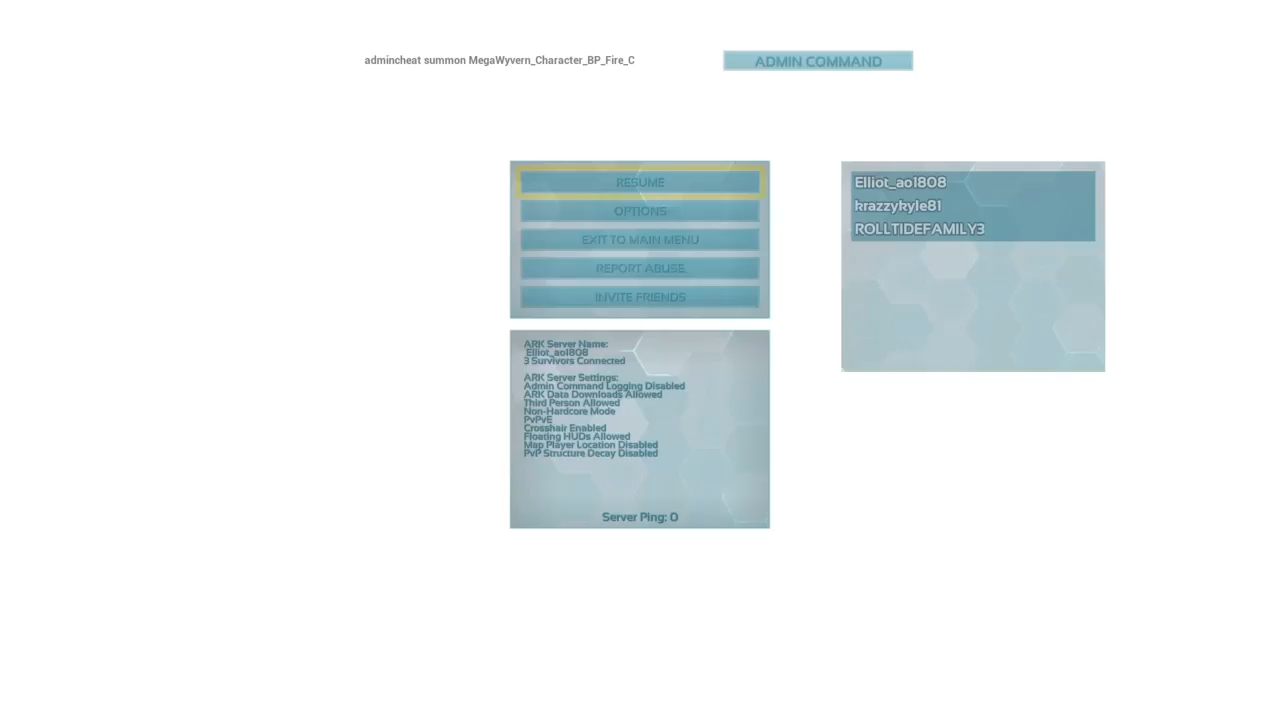 admincheat summon MegaWyvern_Character_BP_Fire_C
ADMIN COMMAND
RESUME
OPTIONS
EXIT TO MAIN MENU
REPORT ABUSE
INVITE FRIENDS
Elliot_ao1808
krazzykyle81
ROLLTIDEFAMILY3
ARK Server Name:
Elliot_ao1808
3 Survivors Connected
ARK Server Settings:
Admin Command Logging Disabled
ARK Data Downloads Allowed
Third Person Allowed
Non-Hardcore Mode
PvPvE
Crosshair Enabled
Floating HUDs Allowed
Map Player Location Disabled
PvP Structure Decay Disabled
Server Ping: 0